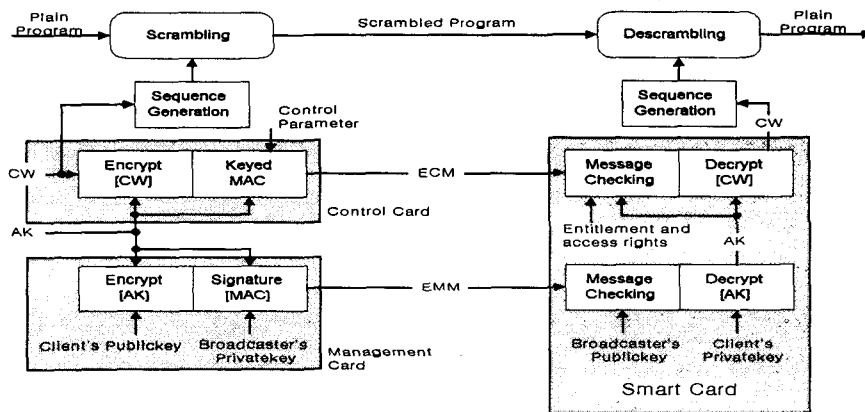 Plain
Program
Scrambling
Scrambled Program
Descrambling
Plain
Program
Sequence
Generation
Control
Parameter
Sequence
Generation
CW
CW
Encrypt
[CW]
Keyed
MAC
ECM
Message
Checking
Decrypt
[CW]
Control Card
AK
Entitlement and
access rights
AK
Encrypt
[AK]
Signature
[MAC]
EMM
Message
Checking
Decrypt
[AK]
Client's Publickey
Broadcaster's
Privatekey
Management
Card
Broadcaster's
Publickey
Client's
Privatekey
Smart Card